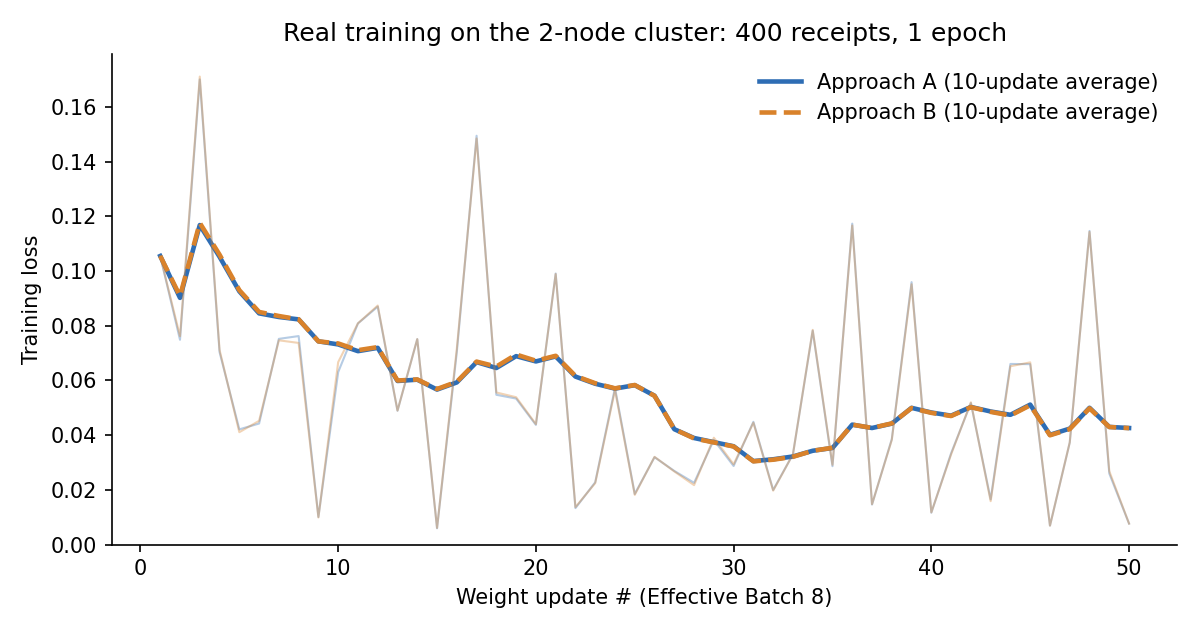 Real training on the 2-node cluster: 400 receipts, 1 epoch
Approach A (10-update average)
Approach B (10-update average)
Training loss
0.16
0.14
0.12
0.10
0.08
0.06
0.04
0.02
0.00
0 10 20 30 40 50
Weight update # (Effective Batch 8)